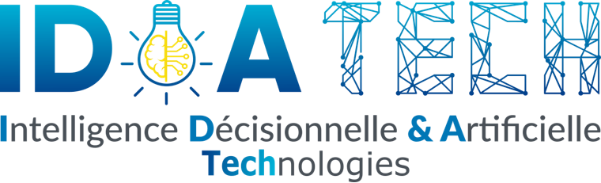 IDA TECH
Intelligence Décisionnelle & Artificielle
Technologies